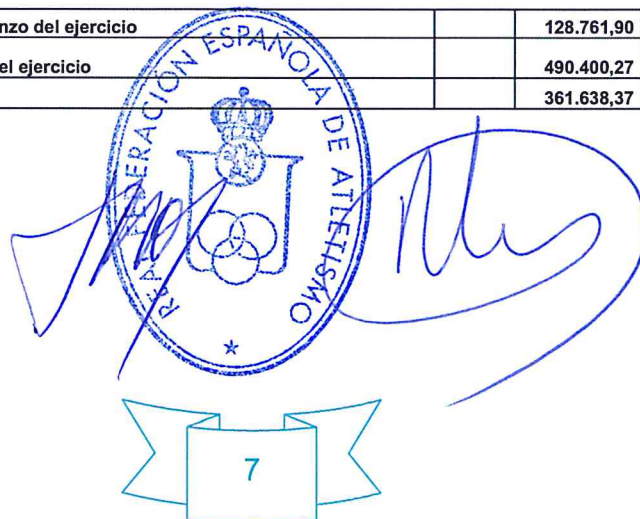 nzo del ejercicio 128.761,90
el ejercicio 490.400,27
361.638,37
REAL FEDERACION ESPAÑOLA DE ATLETISMO
7